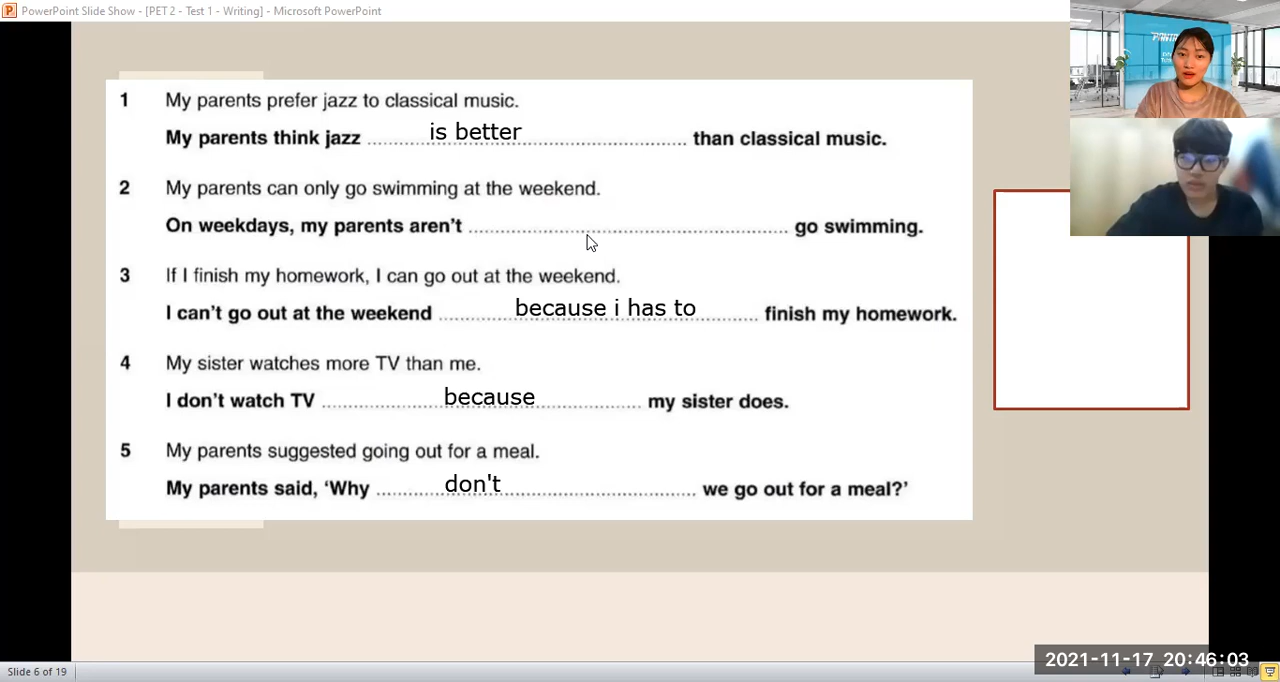 PowerPoint Slide Show - [PET 2 - Test 1 - Writing] - Microsoft PowerPoint
1 My parents prefer jazz to classical music.
My parents think jazz is better than classical music.
2 My parents can only go swimming at the weekend.
On weekdays, my parents aren't .................... go swimming.
3 If I finish my homework, I can go out at the weekend.
I can't go out at the weekend because i has to finish my homework.
4 My sister watches more TV than me.
I don't watch TV because my sister does.
5 My parents suggested going out for a meal.
My parents said, 'Why don't we go out for a meal?'
2021-11-17 20:46:03
Slide 6 of 19